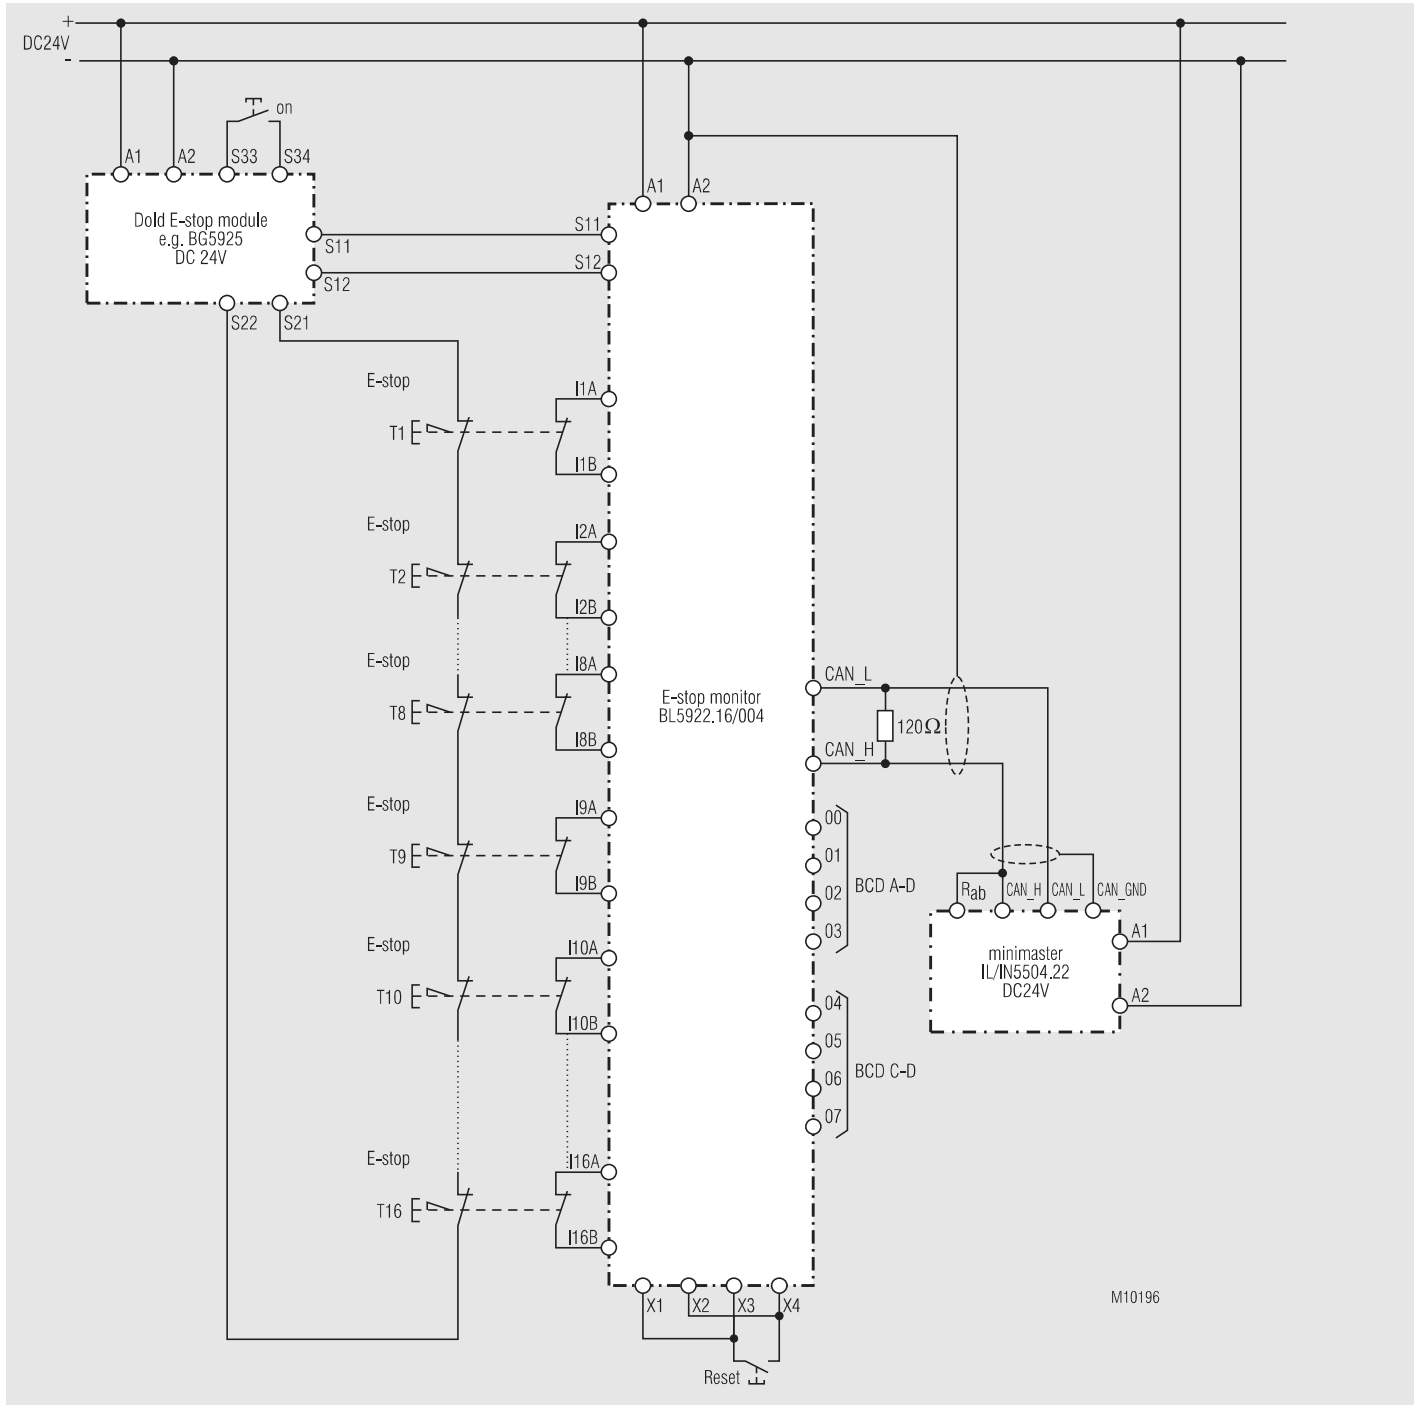 +
DC24V
-
on
A1 A2 S33 S34
Dold E-stop module
e.g. BG5925
DC 24V
S11
S12
S22 S21
A1 A2
S11
S12
E-stop
T1
I1A
I1B
E-stop
T2
I2A
I2B
E-stop
T8
I8A
I8B
E-stop
T9
I9A
I9B
E-stop
T10
I10A
I10B
E-stop
T16
I16A
I16B
E-stop monitor
BL5922.16/004
CAN_L
120Ω
CAN_H
00
01
02
03
BCD A-D
04
05
06
07
BCD C-D
Rab CAN_H CAN_L CAN_GND
minimaster
IL/IN5504.22
DC24V
A1
A2
X1 X2 X3 X4
Reset
M10196